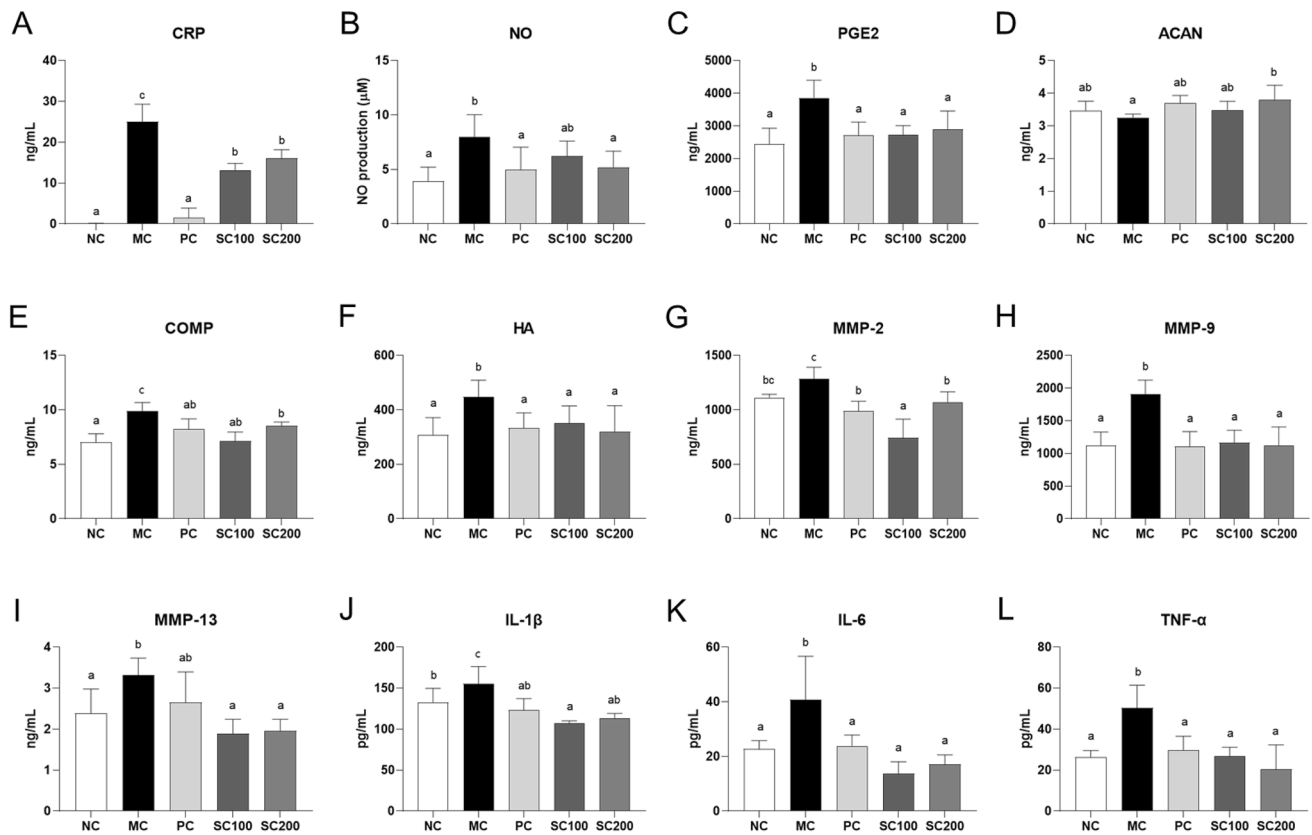 A
CRP
ng/mL
40
30
20
10
0
a
c
a
b
b
NC MC PC SC100 SC200
B
NO
NO production (μM)
15
10
5
0
a
b
a
ab
a
NC MC PC SC100 SC200
C
PGE2
ng/mL
5000
4000
3000
2000
1000
0
a
b
a
a
a
NC MC PC SC100 SC200
D
ACAN
ng/mL
5
4
3
2
1
0
ab
a
ab
ab
b
NC MC PC SC100 SC200
E
COMP
ng/mL
15
10
5
0
a
c
ab
ab
b
NC MC PC SC100 SC200
F
HA
ng/mL
600
400
200
0
a
b
a
a
a
NC MC PC SC100 SC200
G
MMP-2
ng/mL
1500
1000
500
0
bc
c
b
a
b
NC MC PC SC100 SC200
H
MMP-9
ng/mL
2500
2000
1500
1000
500
0
a
b
a
a
a
NC MC PC SC100 SC200
I
MMP-13
ng/mL
4
3
2
1
0
a
b
ab
a
a
NC MC PC SC100 SC200
J
IL-1β
pg/mL
200
150
100
50
0
b
c
ab
a
ab
NC MC PC SC100 SC200
K
IL-6
pg/mL
60
40
20
0
a
b
a
a
a
NC MC PC SC100 SC200
L
TNF-α
pg/mL
80
60
40
20
0
a
b
a
a
a
NC MC PC SC100 SC200